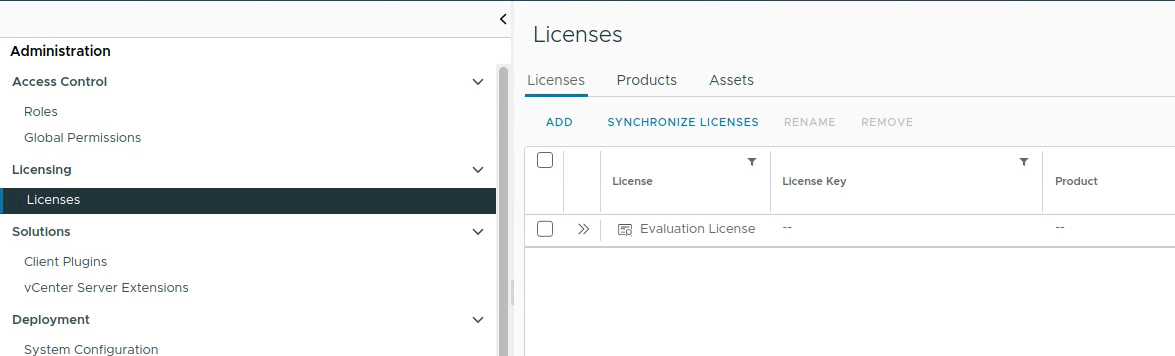 Administration
Access Control
Roles
Global Permissions
Licensing
Licenses
Solutions
Client Plugins
vCenter Server Extensions
Deployment
System Configuration
Licenses
Licenses Products Assets
ADD SYNCHRONIZE LICENSES RENAME REMOVE
License License Key Product
Evaluation License -- --